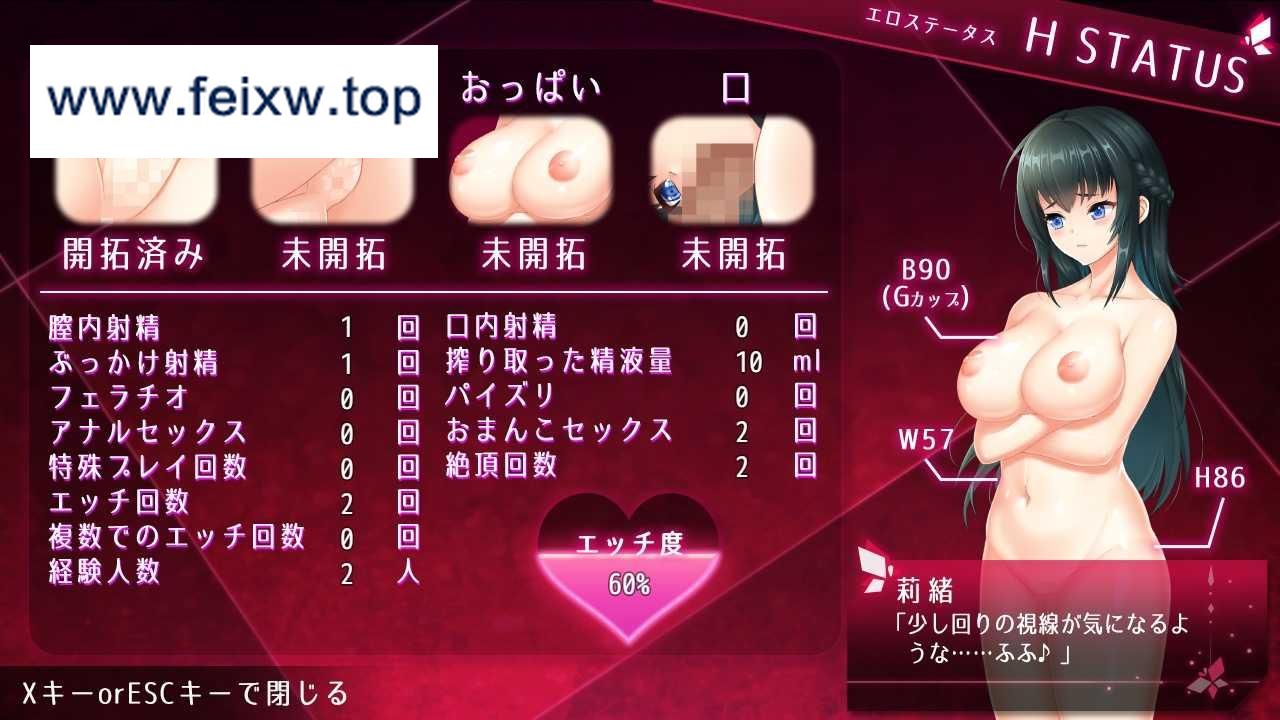 エロステータス H STATUS
www.feixw.top
おっぱい
口
開拓済み
未開拓
未開拓
未開拓
膣内射精 1 回
ぶっかけ射精 1 回
フェラチオ 0 回
アナルセックス 0 回
特殊プレイ回数 0 回
エッチ回数 2 回
複数でのエッチ回数 0 回
経験人数 2 人
口内射精 0 回
搾り取った精液量 10 ml
パイズリ 0 回
おまんこセックス 2 回
絶頂回数 2 回
エッチ度
60%
B90
(Gカップ)
W57
H86
莉緒
「少し回りの視線が気になるよ
うな……ふふ♪」
XキーorESCキーで閉じる